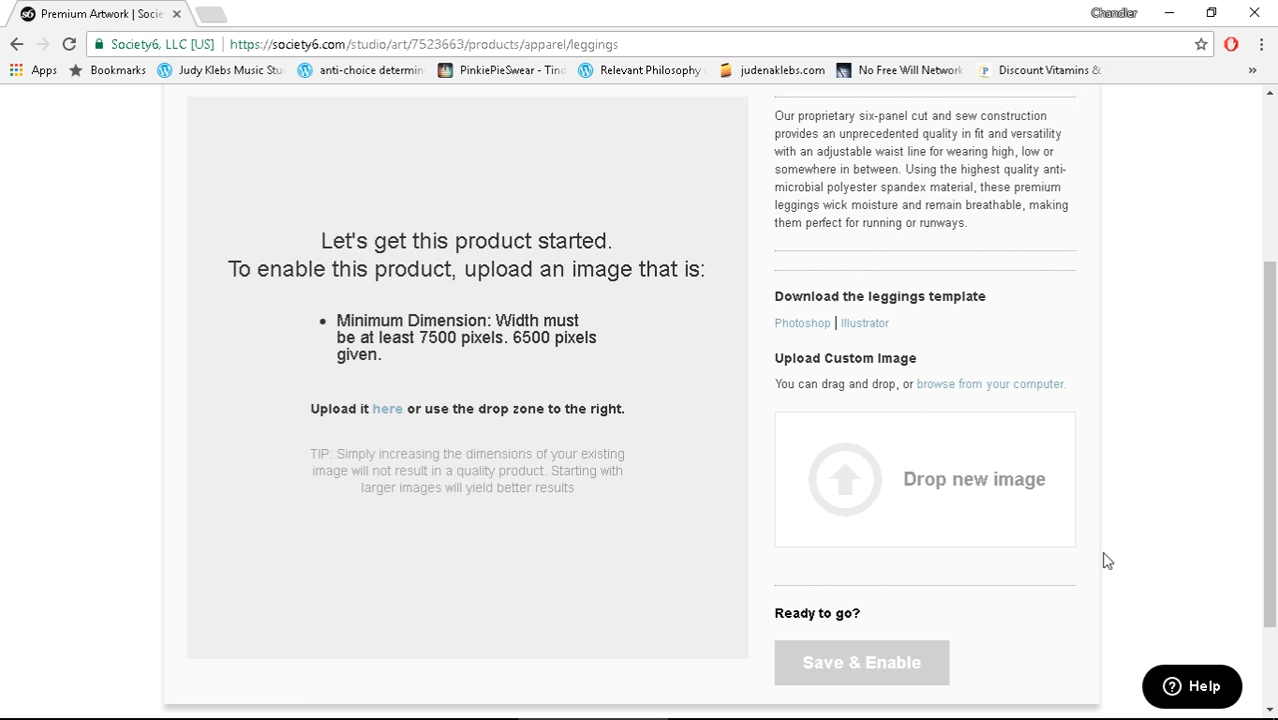 Premium Artwork | Socie
Chandler
Society6, LLC [US]
https://society6.com/studio/art/7523663/products/apparel/leggings
Apps
Bookmarks
Judy Klebs Music Stu
anti-choice determin
PinkiePieSwear - Tind
Relevant Philosophy
judenaklebs.com
No Free Will Network
Discount Vitamins &
»
Our proprietary six-panel cut and sew construction
provides an unprecedented quality in fit and versatility
with an adjustable waist line for wearing high, low or
somewhere in between. Using the highest quality anti-
microbial polyester spandex material, these premium
leggings wick moisture and remain breathable, making
them perfect for running or runways.
Let's get this product started.
To enable this product, upload an image that is:
• Minimum Dimension: Width must
be at least 7500 pixels. 6500 pixels
given.
Upload it here or use the drop zone to the right.
TIP: Simply increasing the dimensions of your existing
image will not result in a quality product. Starting with
larger images will yield better results
Download the leggings template
Photoshop | Illustrator
Upload Custom Image
You can drag and drop, or browse from your computer.
Drop new image
Ready to go?
Save & Enable
Help